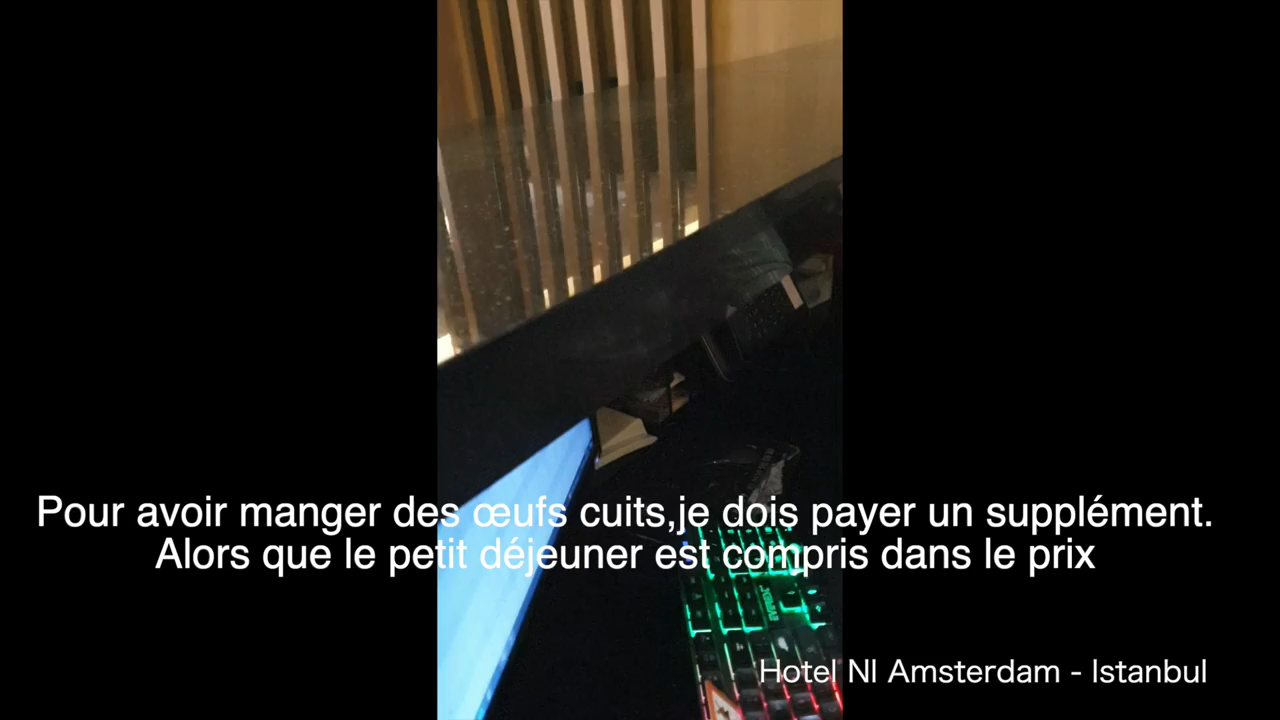 Pour avoir manger des œufs cuits,je dois payer un supplément.
Alors que le petit déjeuner est compris dans le prix
Hotel Nl Amsterdam - Istanbul